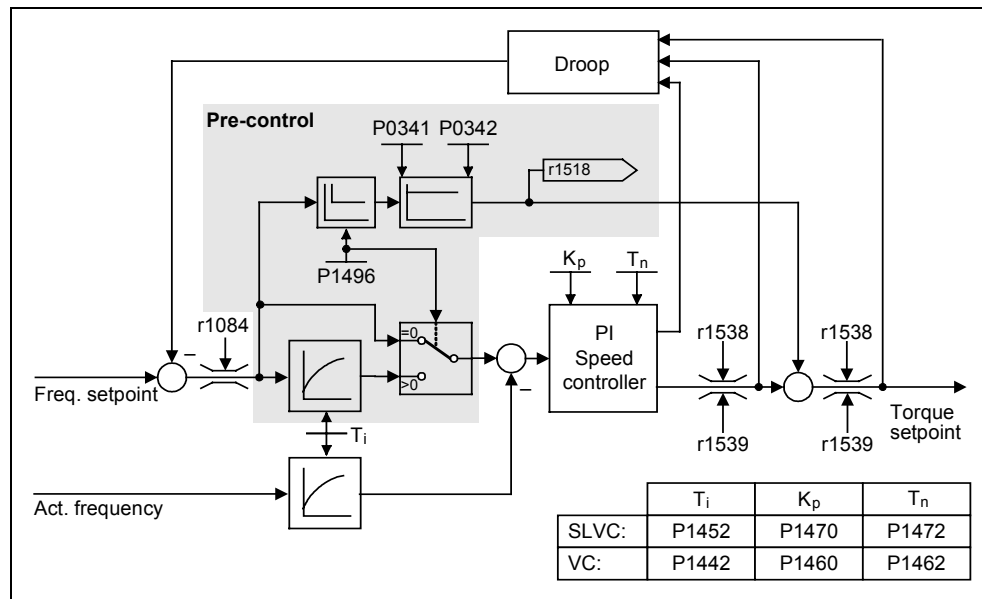 Droop
Pre-control
P0341 P0342
r1518
P1496
Kp Tn
r1084
=0
>0
PI
Speed
controller
r1538 r1538
–
–
Freq. setpoint
Ti
r1539 r1539
Torque
setpoint
Act. frequency
Ti Kp Tn
SLVC: P1452 P1470 P1472
VC: P1442 P1460 P1462